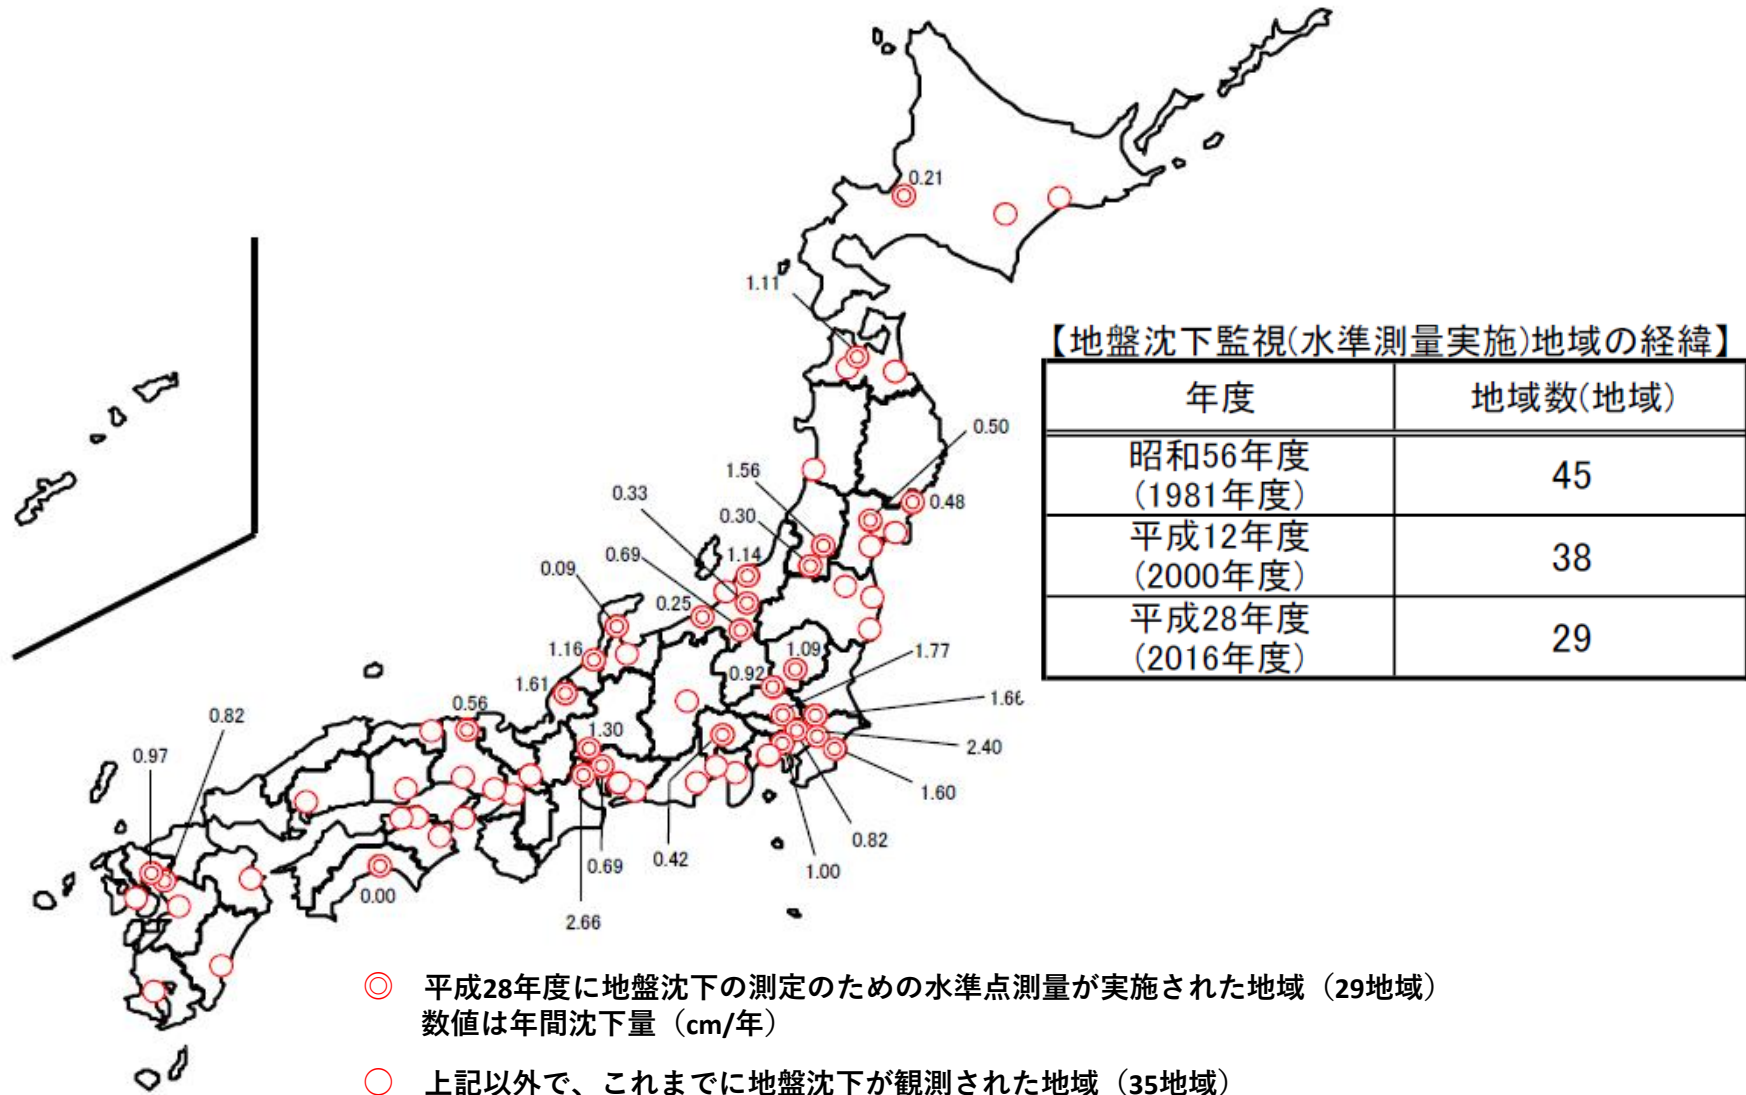 0.21
1.11
【地盤沈下監視(水準測量実施)地域の経緯】
年度 地域数(地域)
昭和56年度
(1981年度) 45
平成12年度
(2000年度) 38
平成28年度
(2016年度) 29
0.50
1.56
0.33
0.48
0.30
0.69
1.14
0.09
0.25
1.16
1.09
1.77
0.92
1.61
1.66
0.56
0.82
1.30
2.40
0.97
1.60
0.82
0.42
0.69
1.00
0.00
2.66
◎ 平成28年度に地盤沈下の測定のための水準点測量が実施された地域（29地域）
数値は年間沈下量（cm/年）
○ 上記以外で、これまでに地盤沈下が観測された地域（35地域）